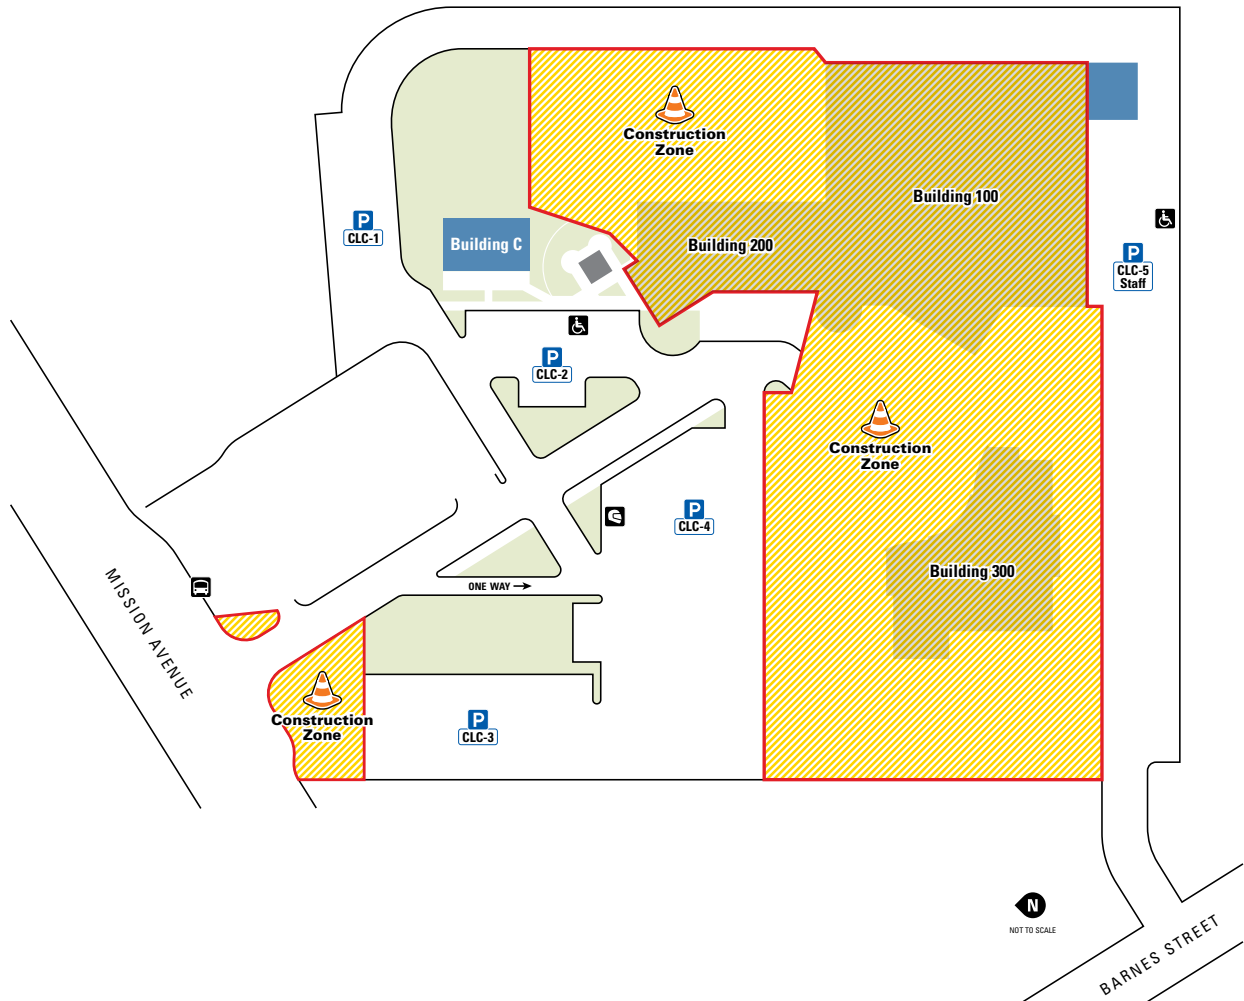 Construction
Zone
Building 100
P
CLC-1
Building C
Building 200
P
CLC-5
Staff
P
CLC-2
Construction
Zone
P
CLC-4
Building 300
ONE WAY
MISSION AVENUE
Construction
Zone
P
CLC-3
N
NOT TO SCALE
BARNES STREET